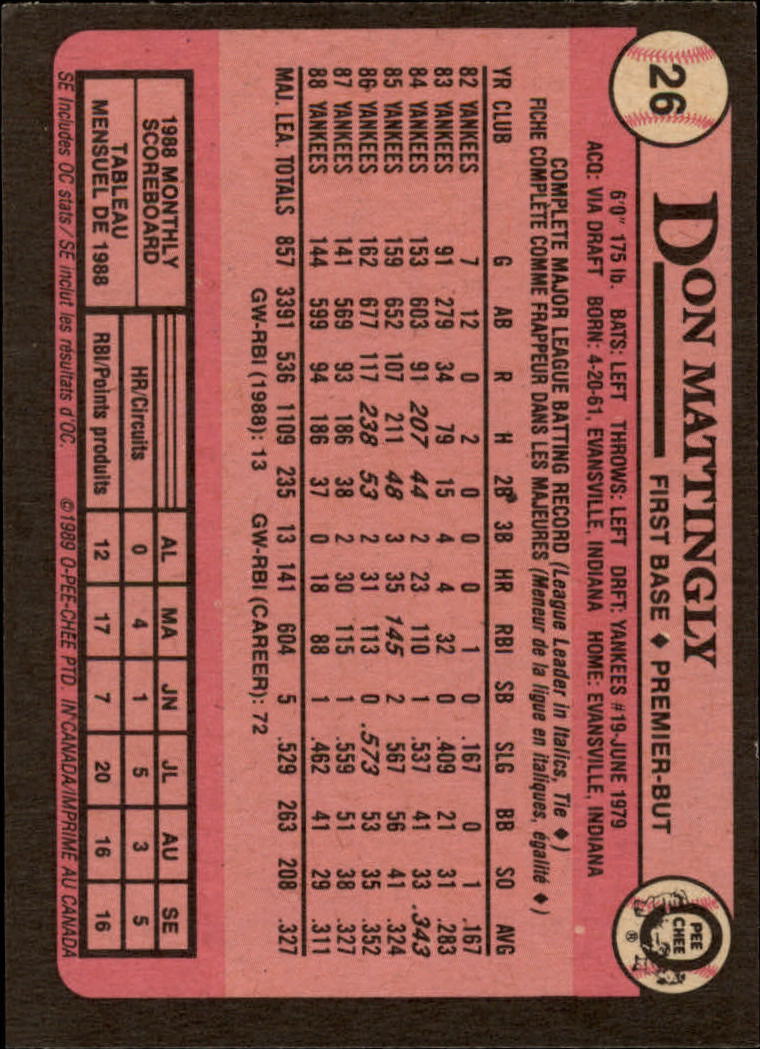 26
DON MATTINGLY
FIRST BASE ♦ PREMIER-BUT
O PEE CHEE ®
6'0" 175 lb. BATS: LEFT THROWS: LEFT DRFT: YANKEES #19-JUNE 1979
ACQ: VIA DRAFT BORN: 4-20-61, EVANSVILLE, INDIANA HOME: EVANSVILLE, INDIANA
COMPLETE MAJOR LEAGUE BATTING RECORD (League Leader in Italics, Tie ♦)
FICHE COMPLÈTE COMME FRAPPEUR DANS LES MAJEURES (Meneur de la ligue en italiques, égalité ♦)
YR CLUB G AB R H 2B 3B HR RBI SB SLG BB SO AVG
82 YANKEES 7 12 0 2 0 0 0 1 0 .167 0 1 .167
83 YANKEES 91 279 34 79 15 4 4 32 0 .409 21 31 .283
84 YANKEES 153 603 91 207 44 2 23 110 1 .537 41 33 .343
85 YANKEES 159 652 107 211 48 3 35 145 2 .567 56 41 .324
86 YANKEES 162 677 117 238 53 2 31 113 0 .573 53 35 .352
87 YANKEES 141 569 93 186 38 2 30 115 1 .559 51 38 .327
88 YANKEES 144 599 94 186 37 0 18 88 1 .462 41 29 .311
MAJ. LEA. TOTALS 857 3391 536 1109 235 13 141 604 5 .529 263 208 .327
GW-RBI (1988): 13 GW-RBI (CAREER): 72
1988 MONTHLY
SCOREBOARD
TABLEAU
MENSUEL DE 1988
AL MA JN JL AU SE
HR/Circuits 0 4 1 5 3 5
RBI/Points produits 12 17 7 20 16 16
SE Includes OC stats/SE inclut les résultats d'OC. ©1989 O-PEE-CHEE PTD. IN CANADA/IMPRIMÉ AU CANADA